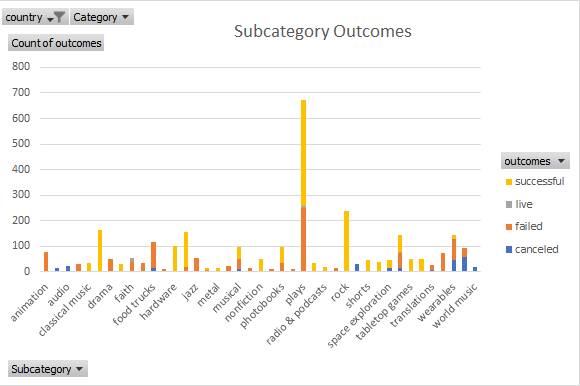 country Category
Count of outcomes
Subcategory Outcomes
800
700
600
500
400
300
200
100
0
animation
audio
classical music
drama
faith
food trucks
hardware
jazz
metal
musical
nonfiction
photobooks
plays
radio & podcasts
rock
shorts
space exploration
tabletop games
translations
wearables
world music
outcomes
successful
live
failed
canceled
Subcategory